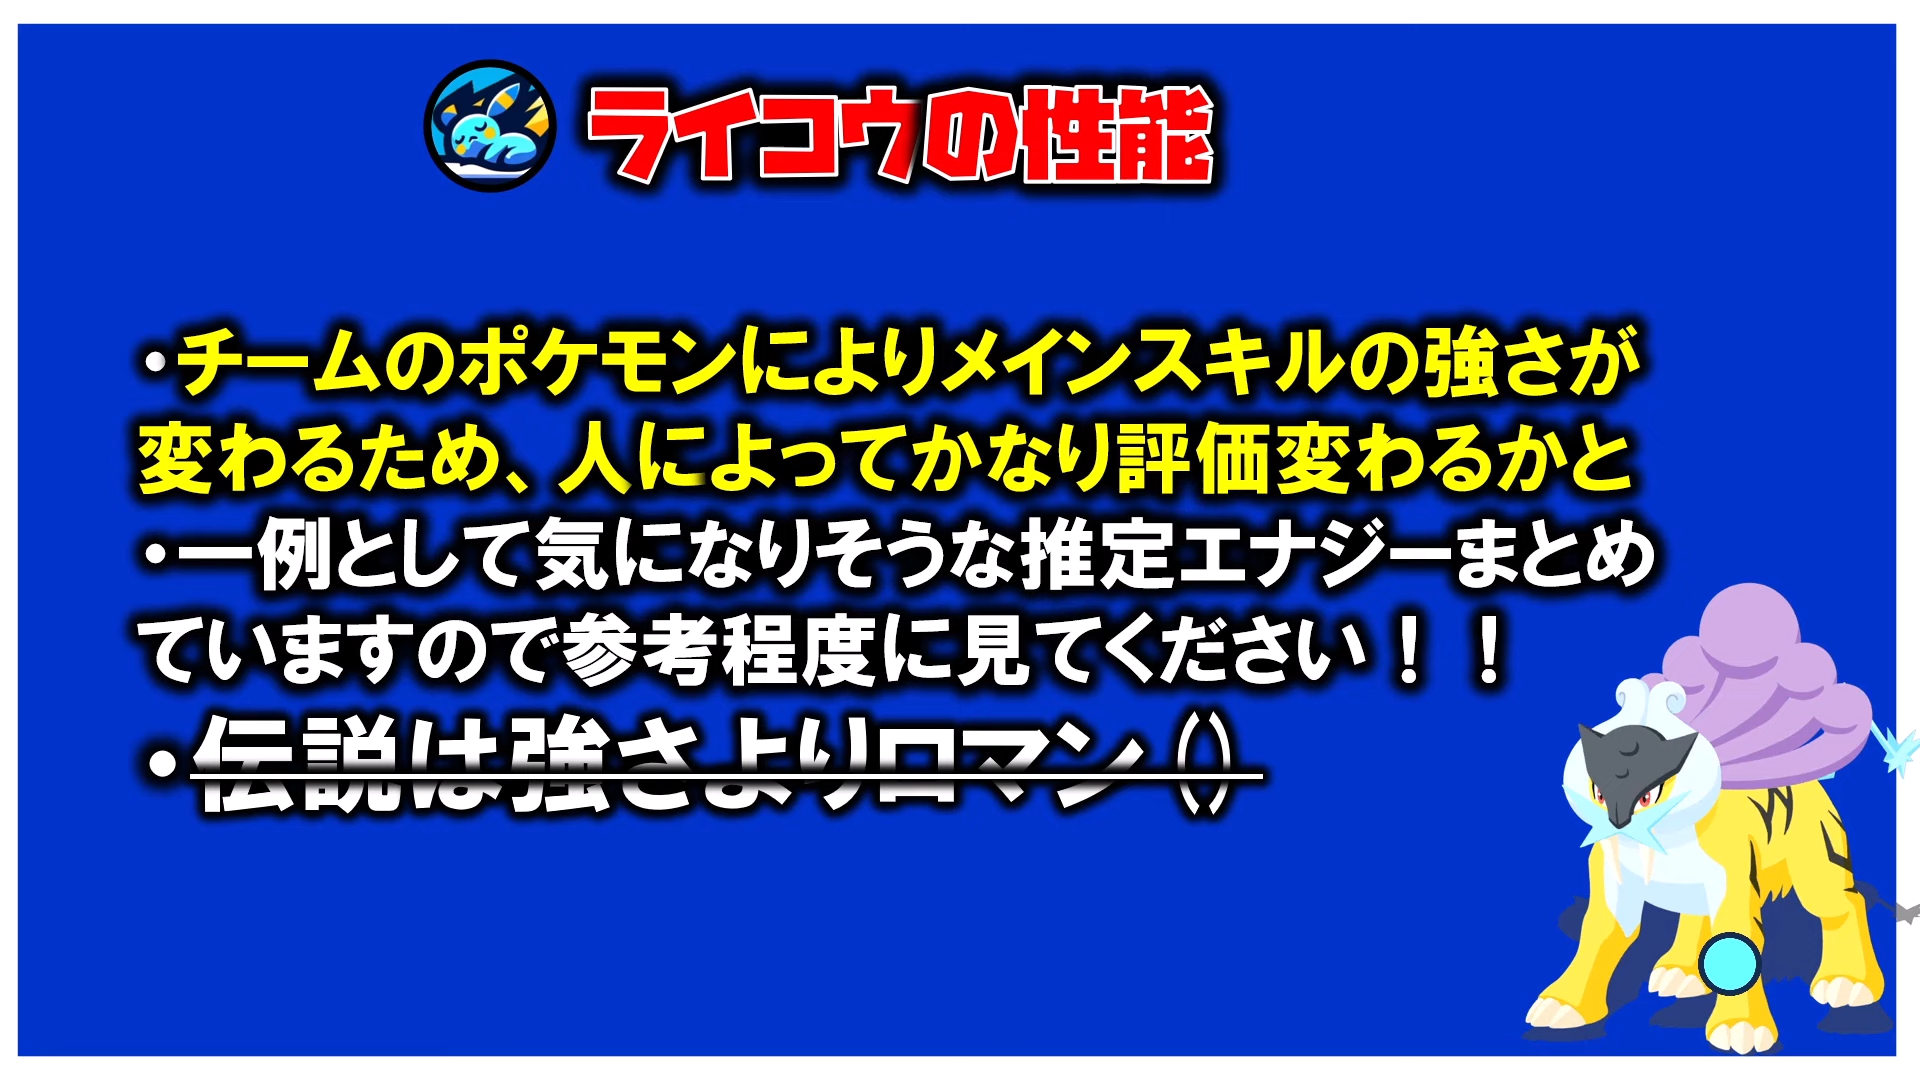 ライコウの性能
・チームのポケモンによりメインスキルの強さが
変わるため、人によってかなり評価変わるかと
・一例として気になりそうな推定エナジーまとめ
ていますので参考程度に見てください！！
・伝説は強さよりロマン()